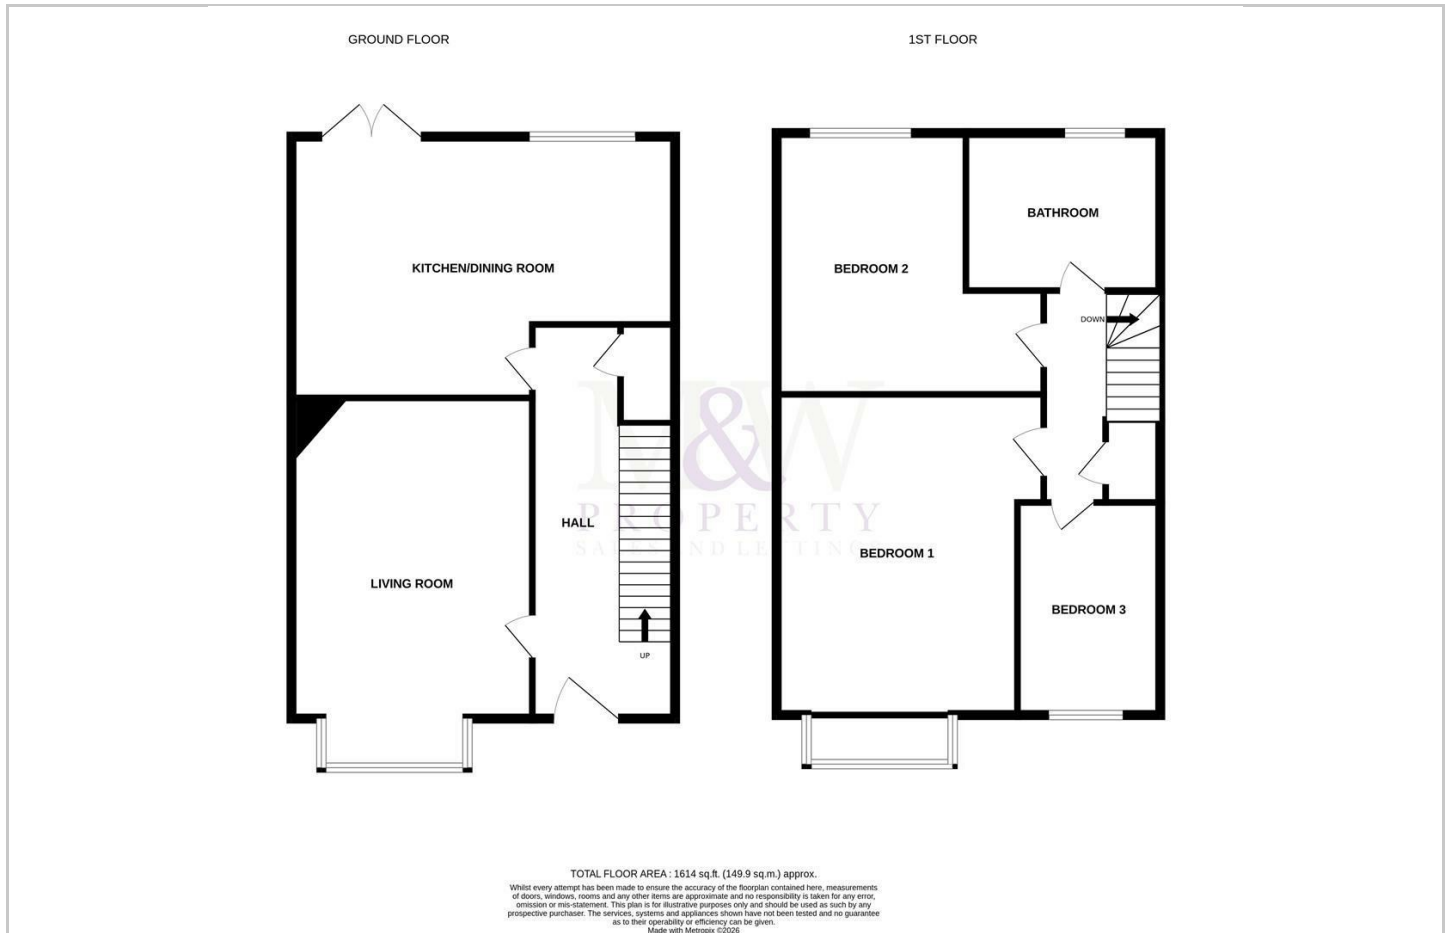 GROUND FLOOR
1ST FLOOR
KITCHEN/DINING ROOM
HALL
LIVING ROOM
UP
BATHROOM
BEDROOM 2
DOWN
BEDROOM 1
BEDROOM 3
M&W
PROPERTY
SALES AND LETTINGS
TOTAL FLOOR AREA : 1614 sq.ft. (149.9 sq.m.) approx.
Whilst every attempt has been made to ensure the accuracy of the floorplan contained here, measurements
of doors, windows, rooms and any other items are approximate and no responsibility is taken for any error,
omission or mis-statement. This plan is for illustrative purposes only and should be used as such by any
prospective purchaser. The services, systems and appliances shown have not been tested and no guarantee
as to their operability or efficiency can be given.
Made with Metropix ©2026